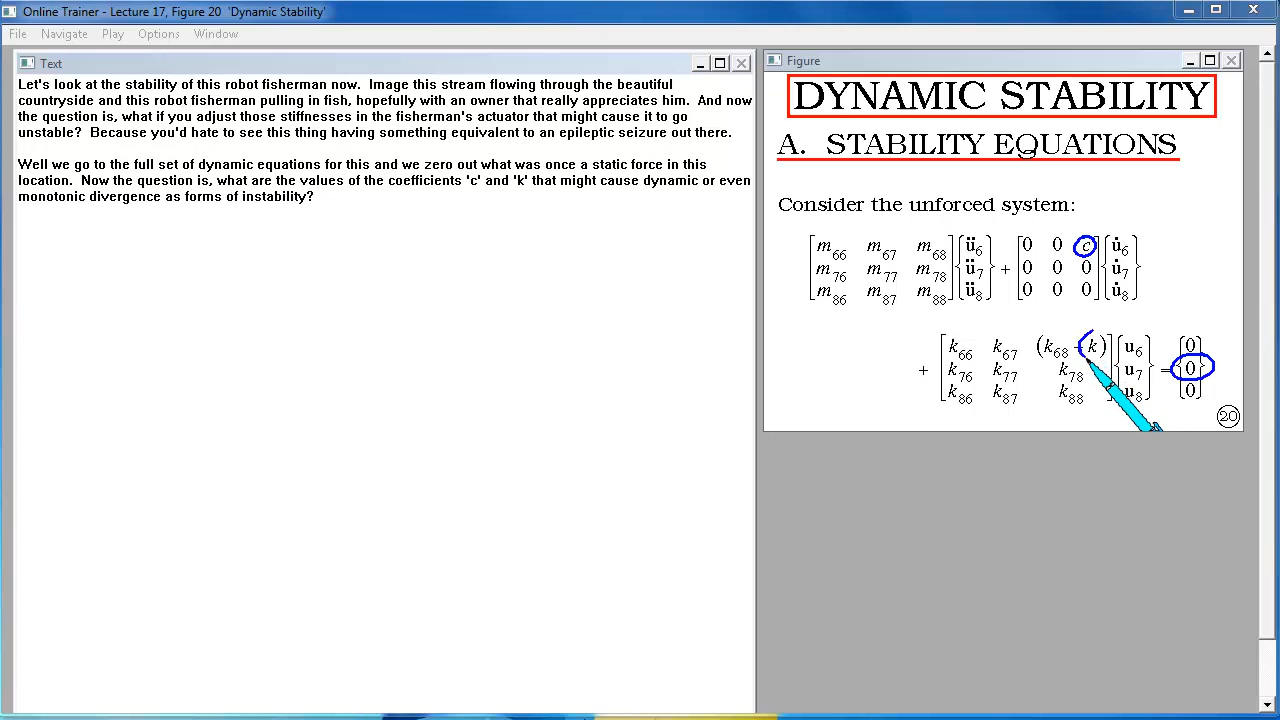 Online Trainer - Lecture 17, Figure 20 'Dynamic Stability'
File Navigate Play Options Window
Text
Let's look at the stability of this robot fisherman now. Image this stream flowing through the beautiful
countryside and this robot fisherman pulling in fish, hopefully with an owner that really appreciates him. And now
the question is, what if you adjust those stiffnesses in the fisherman's actuator that might cause it to go
unstable? Because you'd hate to see this thing having something equivalent to an epileptic seizure out there.
Well we go to the full set of dynamic equations for this and we zero out what was once a static force in this
location. Now the question is, what are the values of the coefficients 'c' and 'k' that might cause dynamic or even
monotonic divergence as forms of instability?
Figure
DYNAMIC STABILITY
A. STABILITY EQUATIONS
Consider the unforced system:
m66 m67 m68 ü6 0 0 c u̇6
m76 m77 m78 ü7 + 0 0 0 u̇7
m86 m87 m88 ü8 0 0 0 u̇8
k66 k67 (k68 k) u6 0
+ k76 k77 k78 u7 = 0
k86 k87 k88 u8 0
20